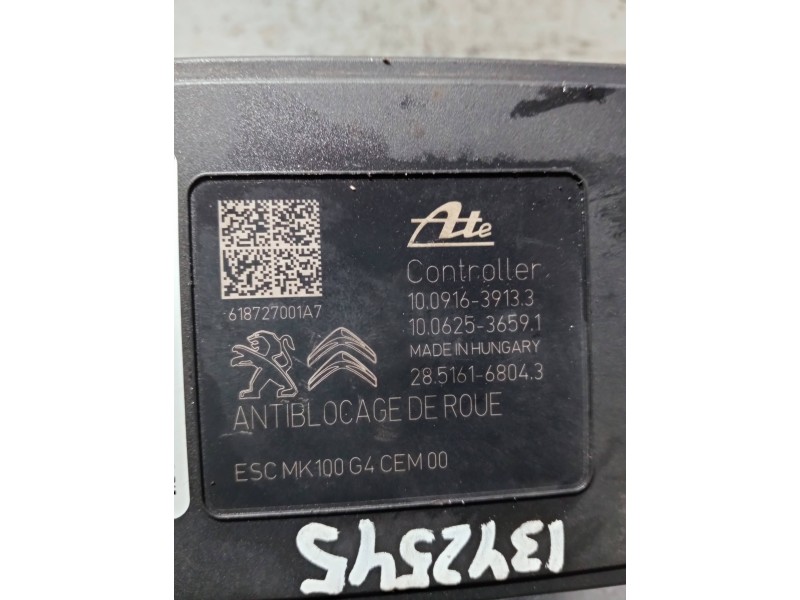 Ate
Controller
10.0916-3913.3
10.0625-3659.1
MADE IN HUNGARY
28.5161-6804.3
618727001A7
ANTIBLOCAGE DE ROUE
ESC MK100 G4 CEM 00
1342545